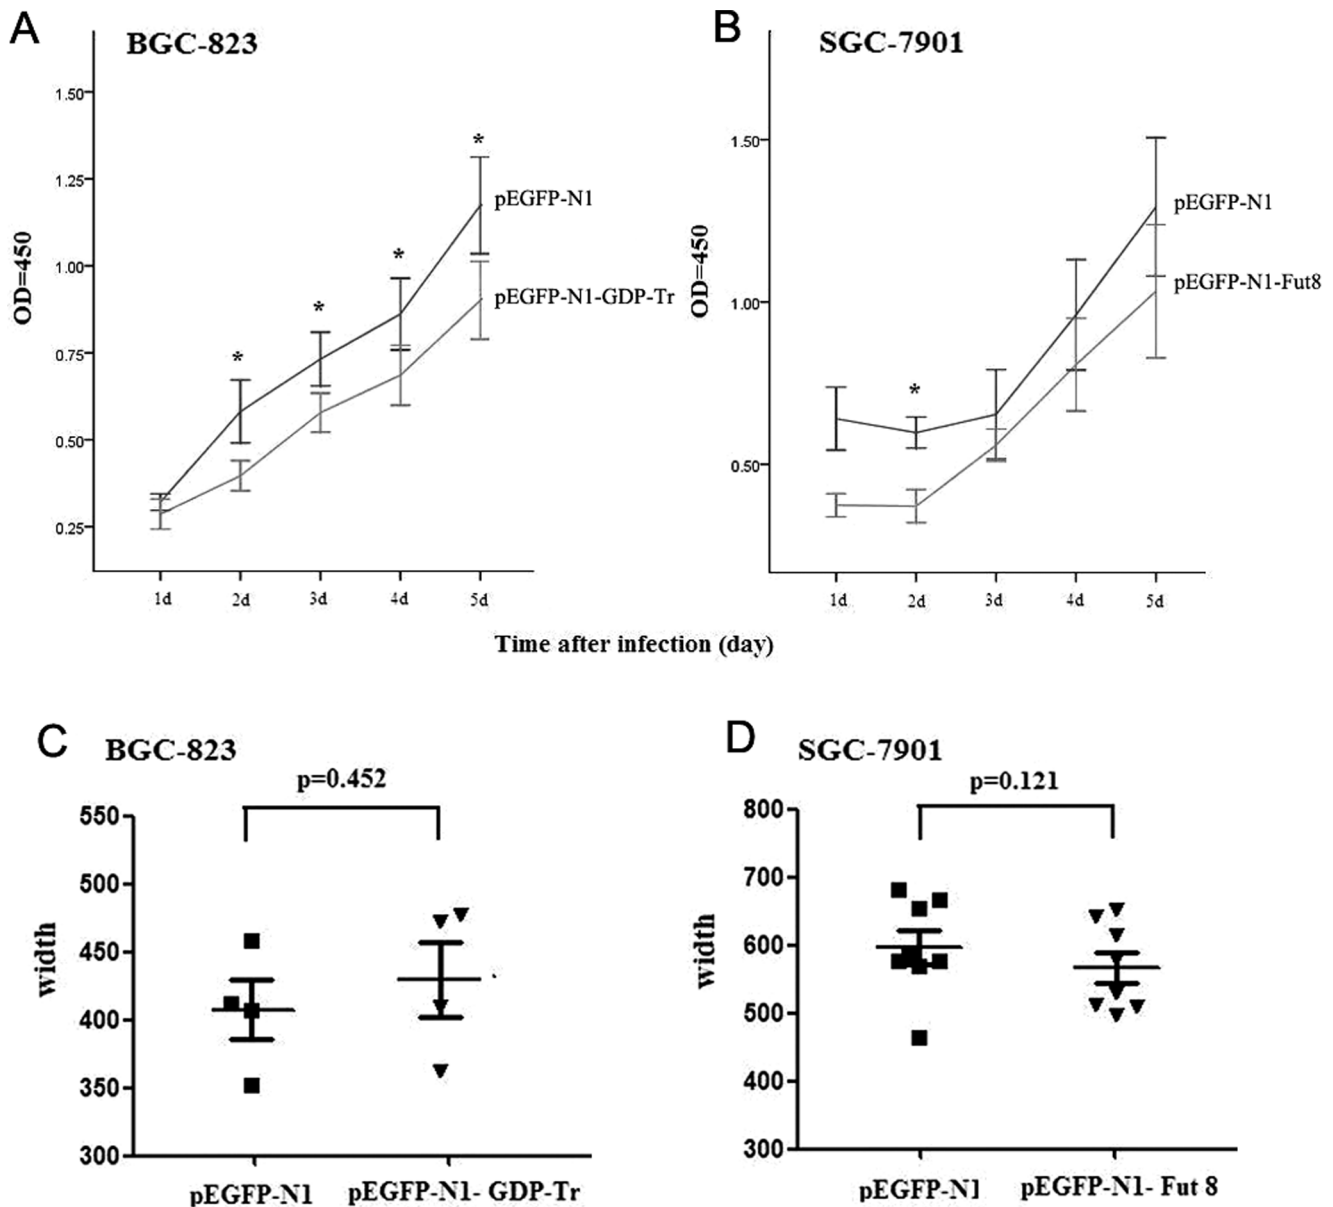 A
BGC-823
1.50
1.25
1.00
0.75
0.50
0.25
OD=450
*
*
*
*
pEGFP-N1
pEGFP-N1-GDP-Tr
1d
2d
3d
4d
5d
B
SGC-7901
1.50
1.00
0.50
OD=450
*
pEGFP-N1
pEGFP-N1-Fut8
1d
2d
3d
4d
5d
Time after infection (day)
C
BGC-823
p=0.452
550
500
450
400
350
300
width
pEGFP-N1
pEGFP-N1- GDP-Tr
D
SGC-7901
p=0.121
800
700
600
500
400
300
width
pEGFP-N1
pEGFP-N1- Fut 8